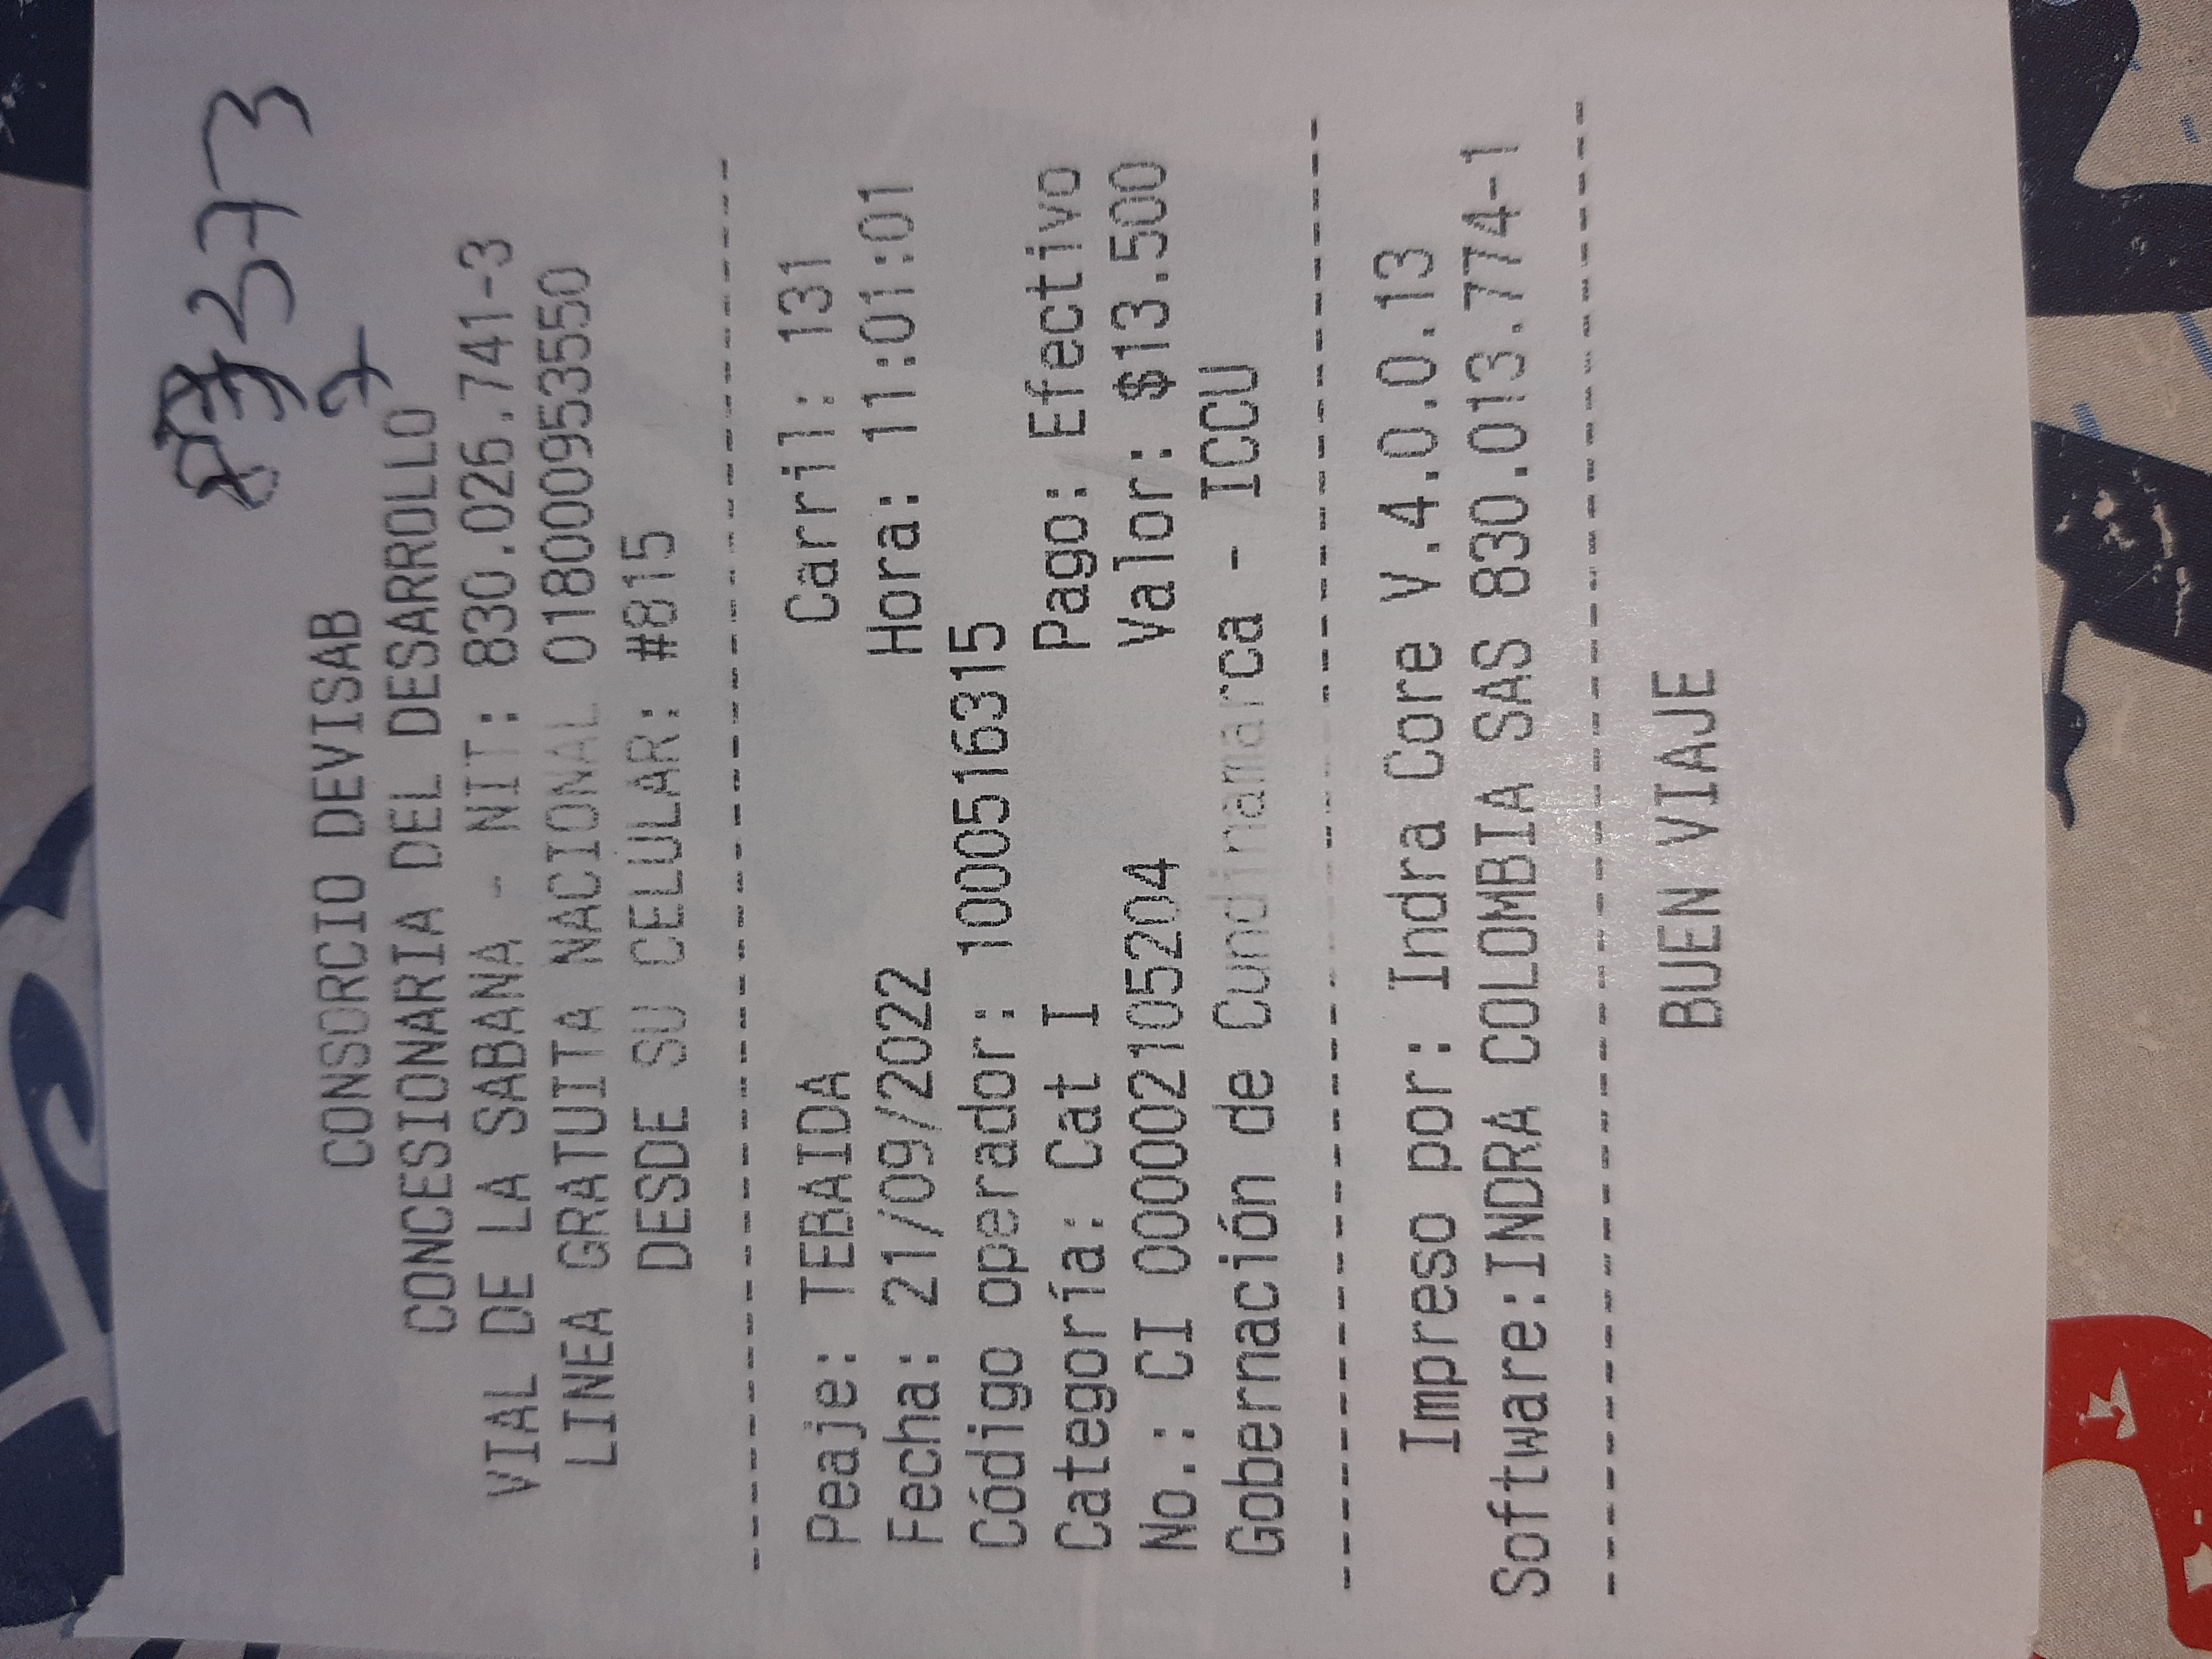 3773
CONSORCIO DEVISAB
CONCESIONARIA DEL DESARROLLO
VIAL DE LA SABANA - NIT: 830.026.741-3
LINEA GRATUITA NACIONAL 018000953550
DESDE SU CELULAR: #815
Peaje: TEBAIDA Carril: 131
Fecha: 21/09/2022 Hora: 11:01:01
Código operador: 1000516315
Categoría: Cat I Pago: Efectivo
No.: CI 000002105204 Valor: $13.500
Gobernación de Cundinamarca - ICCU
Impreso por: Indra Core V.4.0.0.13
Software:INDRA COLOMBIA SAS 830.013.774-1
BUEN VIAJE